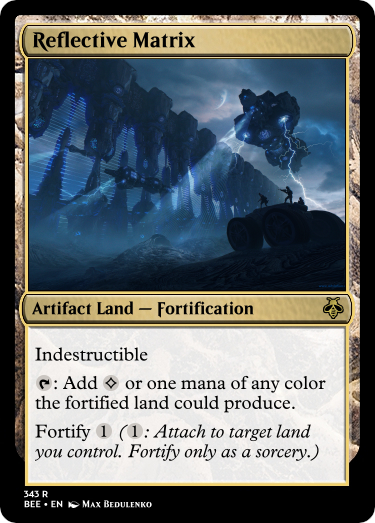 Reflective Matrix
Artifact Land — Fortification
Indestructible
: Add or one mana of any color
the fortified land could produce.
Fortify 1 (1: Attach to target land
you control. Fortify only as a sorcery.)
343 R
BEE • EN Max Bedulenko